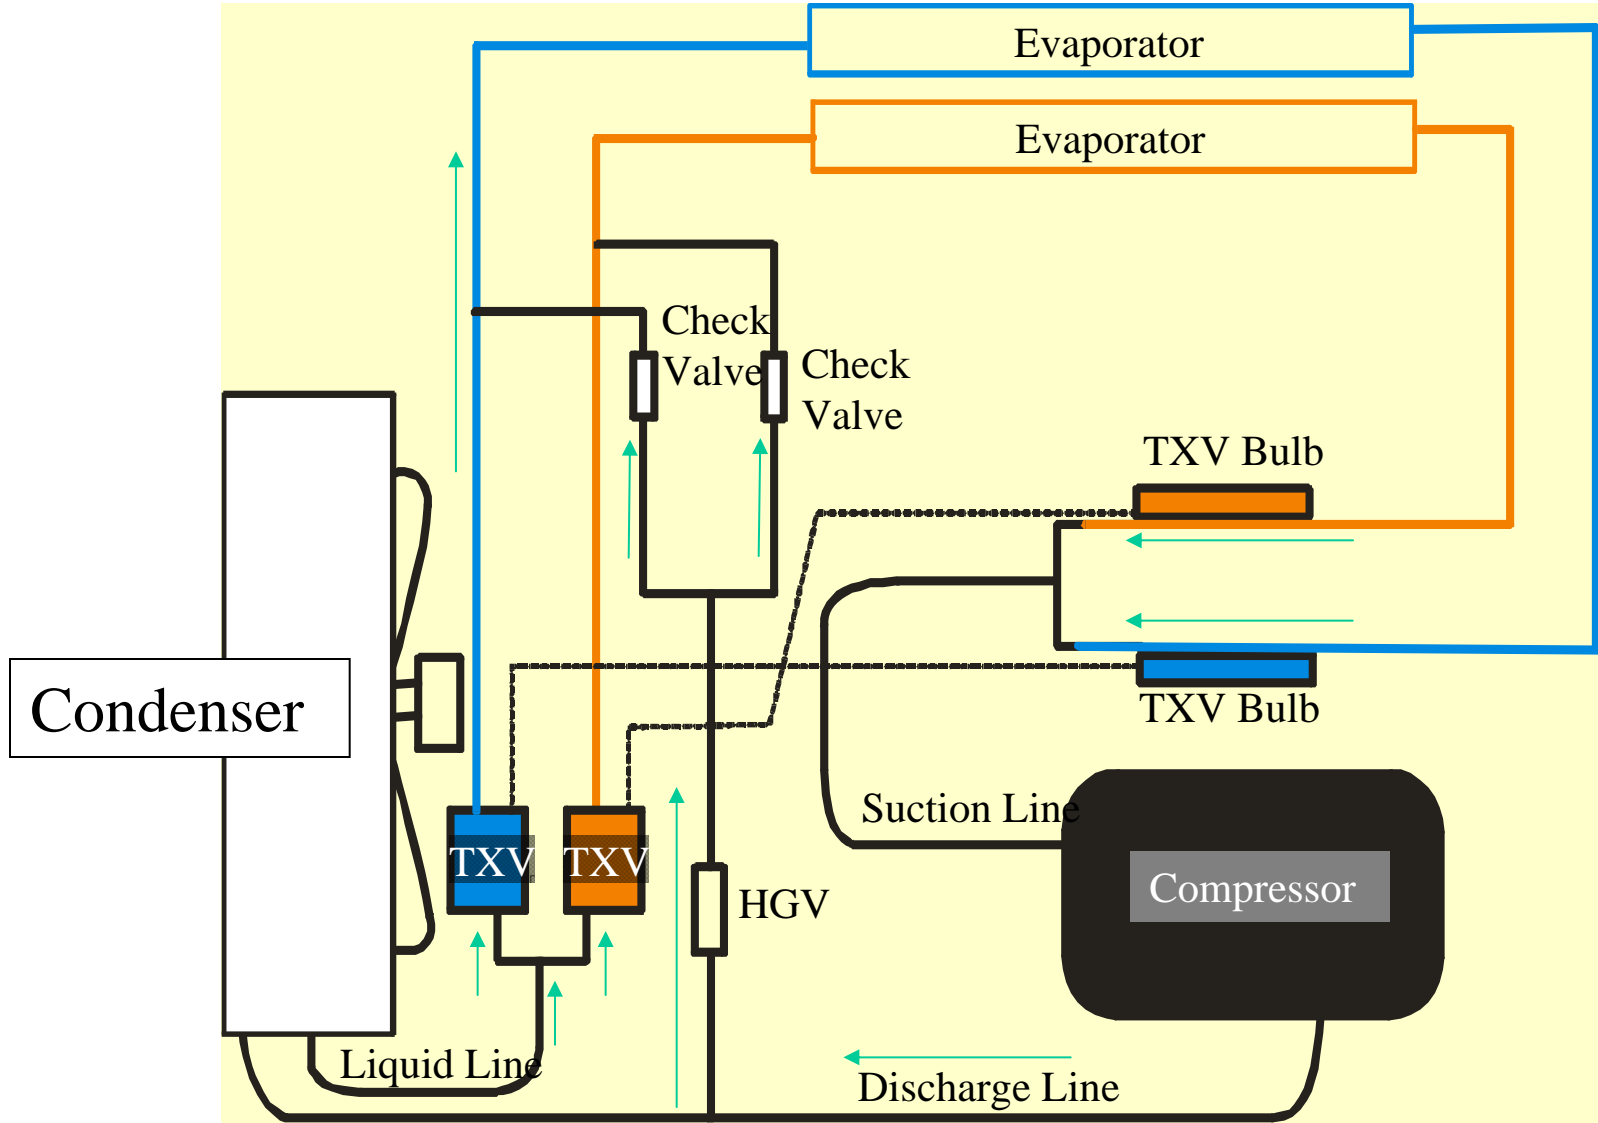 Evaporator
Evaporator
Check
Valve
Check
Valve
TXV Bulb
TXV Bulb
Condenser
Suction Line
TXV
TXV
HGV
Compressor
Liquid Line
Discharge Line